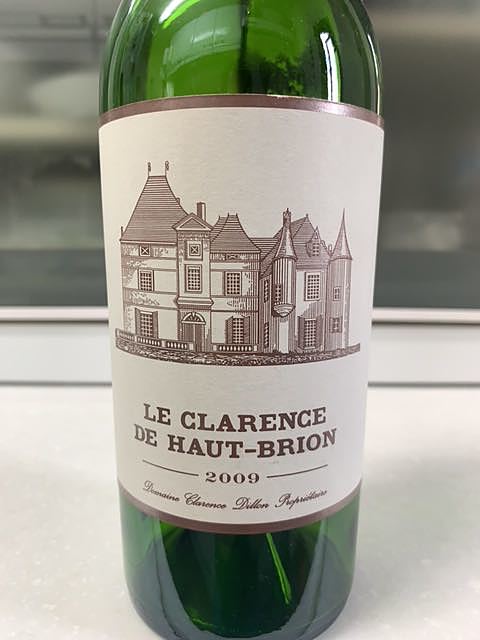 LE CLARENCE
DE HAUT-BRION
2009
Domaine Clarence Dillon Propriétaire